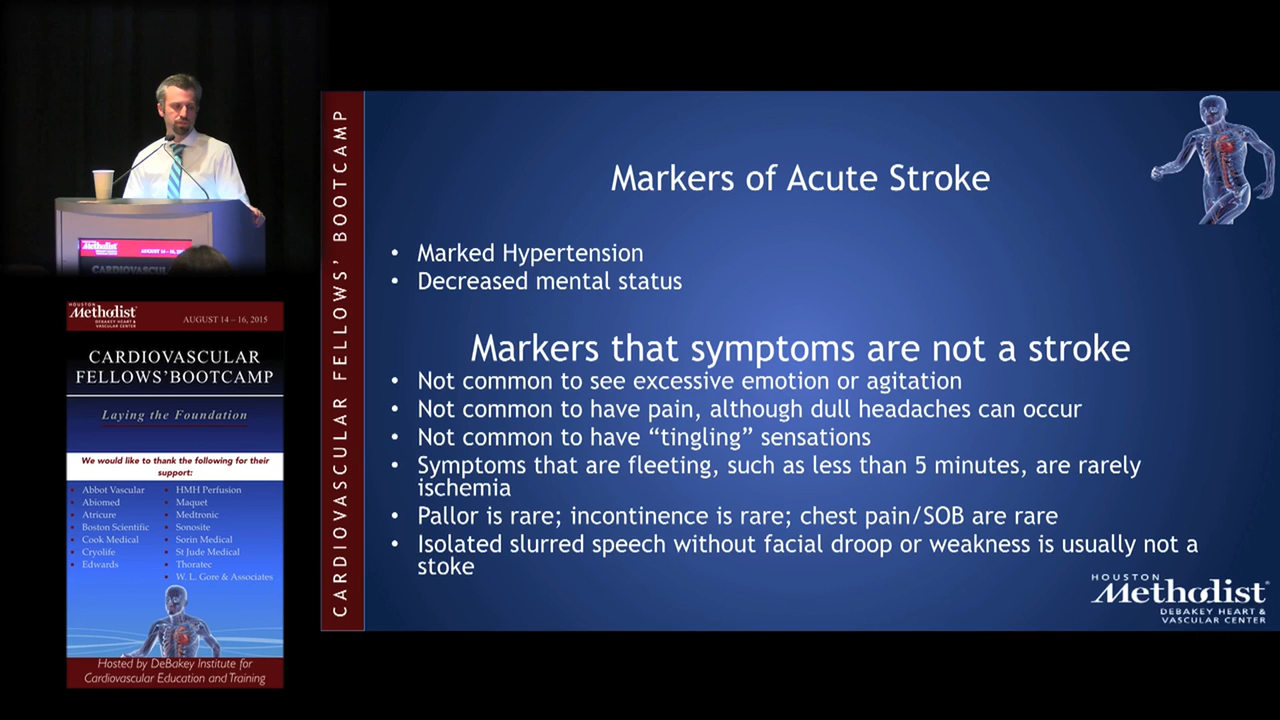 Methodist
AUGUST 14 - 16, 20
CARDIOVASCULA
HOUSTON
Methodist
DEBAKEY HEART &
VASCULAR CENTER
AUGUST 14 – 16, 2015
CARDIOVASCULAR
FELLOWS'BOOTCAMP
Laying the Foundation
We would like to thank the following for their
support:
• Abbot Vascular
• Abiomed
• Atricure
• Boston Scientific
• Cook Medical
• Cryolife
• Edwards
• HMH Perfusion
• Maquet
• Medtronic
• Sonosite
• Sorin Medical
• St Jude Medical
• Thoratec
• W. L. Gore & Associates
Hosted by DeBakey Institute for
Cardiovascular Education and Training
CARDIOVASCULAR FELLOWS' BOOTCAMP
Markers of Acute Stroke
• Marked Hypertension
• Decreased mental status
Markers that symptoms are not a stroke
• Not common to see excessive emotion or agitation
• Not common to have pain, although dull headaches can occur
• Not common to have “tingling” sensations
• Symptoms that are fleeting, such as less than 5 minutes, are rarely
ischemia
• Pallor is rare; incontinence is rare; chest pain/SOB are rare
• Isolated slurred speech without facial droop or weakness is usually not a
stoke
HOUSTON
Methodist
DEBAKEY HEART &
VASCULAR CENTER